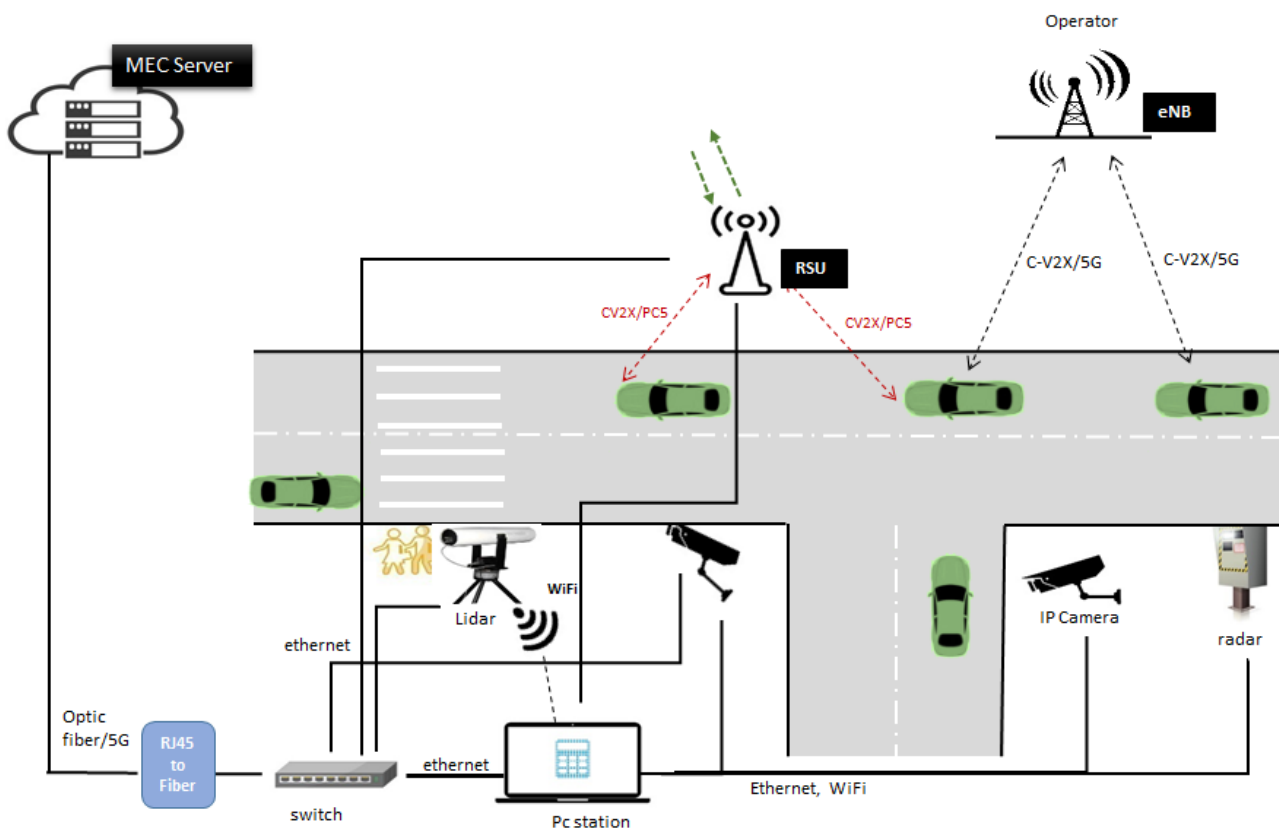 Operator
MEC Server
eNB
C-V2X/5G
C-V2X/5G
RSU
CV2X/PC5
CV2X/PC5
WiFi
Lidar
IP Camera
radar
ethernet
Optic
fiber/5G
RJ45
to
Fiber
ethernet
Ethernet, WiFi
switch
Pc station